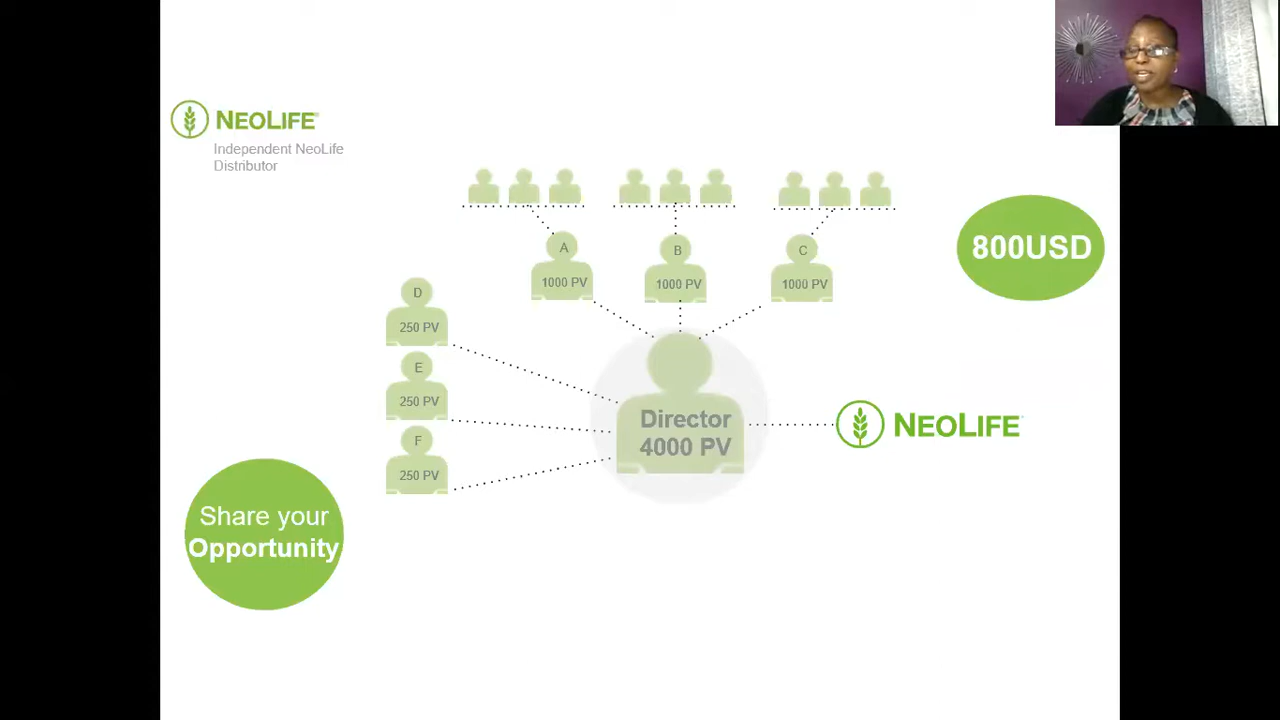 NEOLIFE
Independent NeoLife
Distributor
800USD
A
B
C
1000 PV
1000 PV
1000 PV
D
250 PV
E
250 PV
F
250 PV
Director
4000 PV
NEOLIFE
Share your
Opportunity